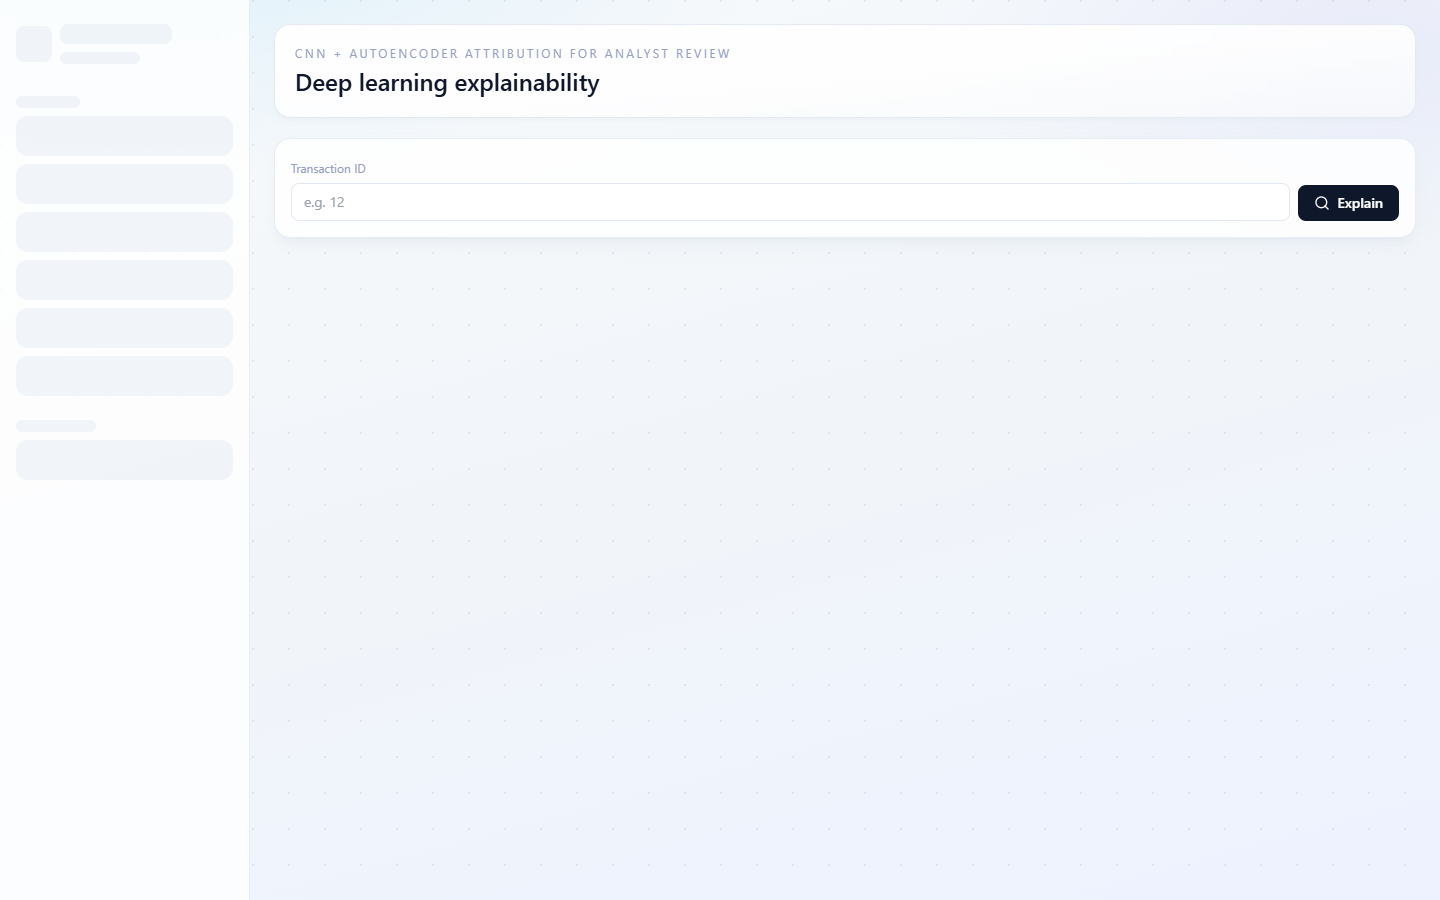 CNN + AUTOENCODER ATTRIBUTION FOR ANALYST REVIEW
Deep learning explainability
Transaction ID
e.g. 12
Explain